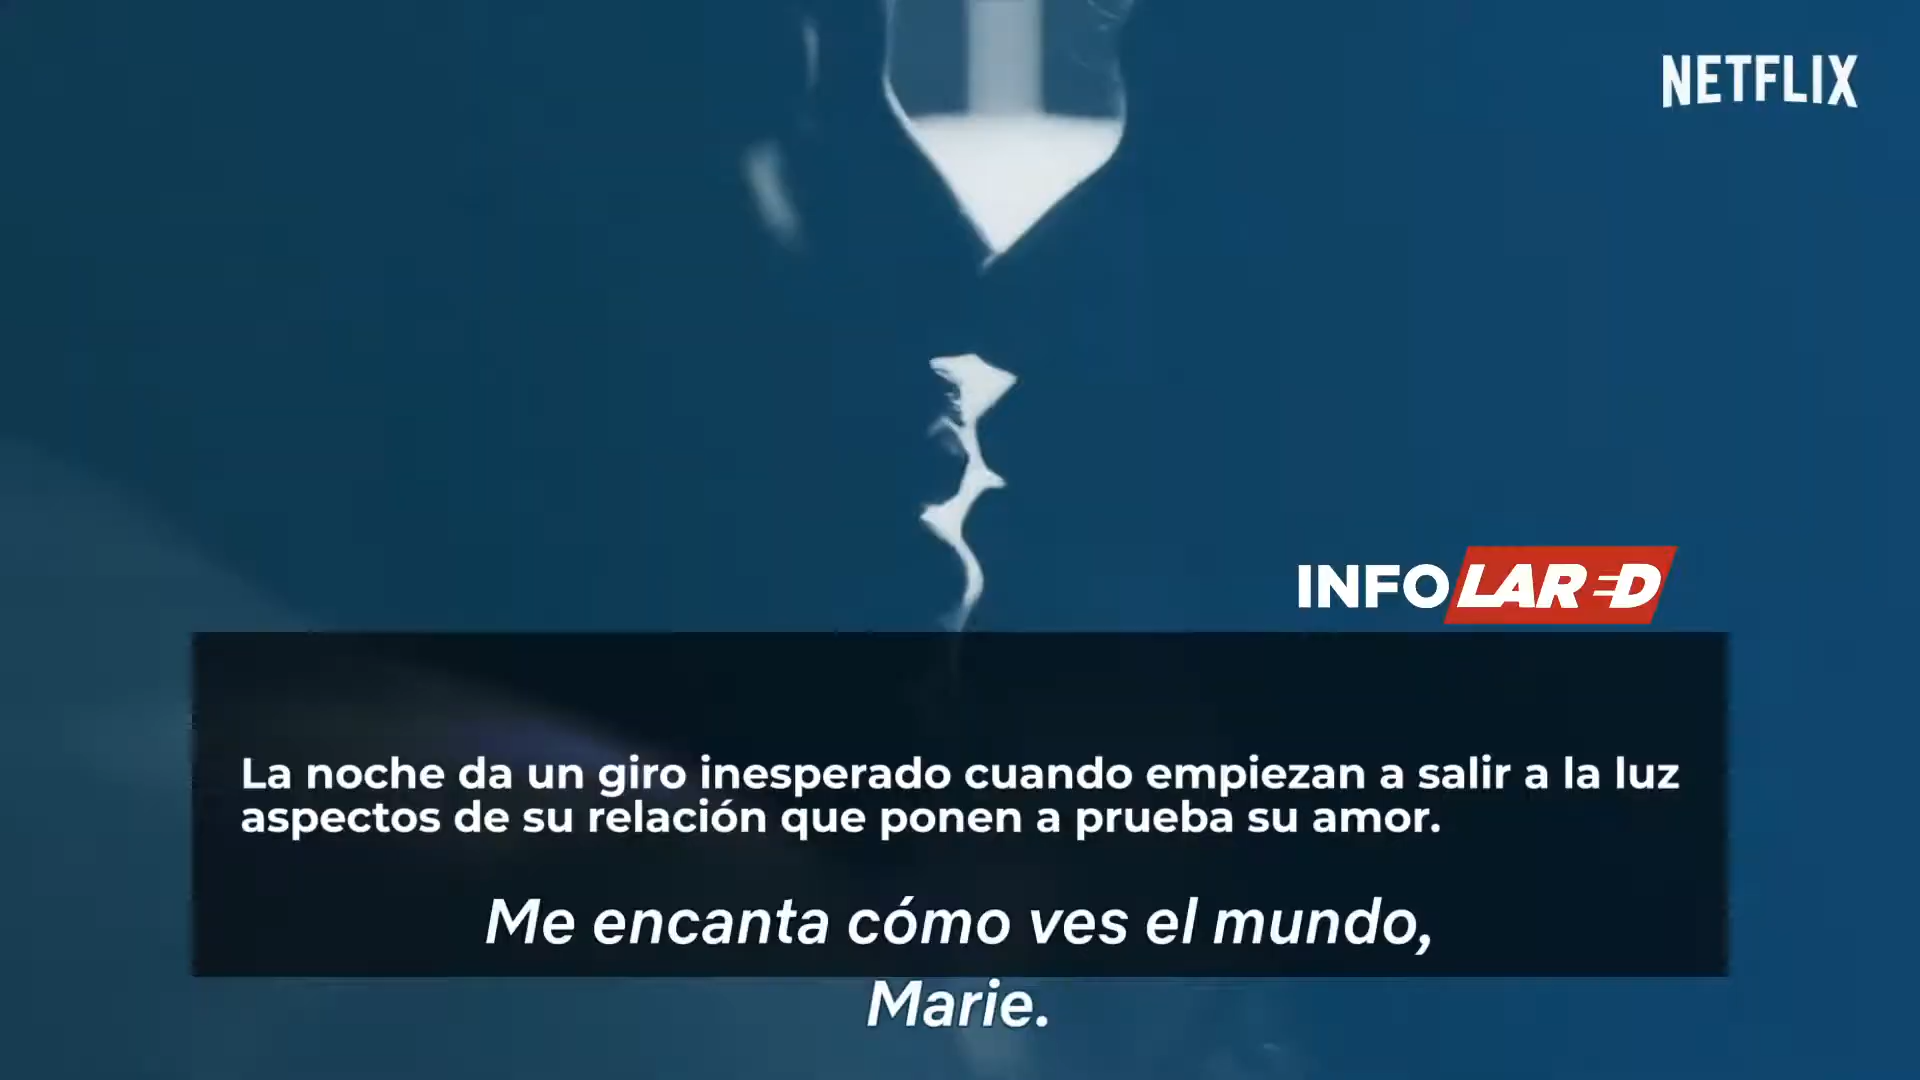 NETFLIX
INFOLARED
La noche da un giro inesperado cuando empiezan a salir a la luz
aspectos de su relación que ponen a prueba su amor.
Me encanta cómo ves el mundo,
Marie.